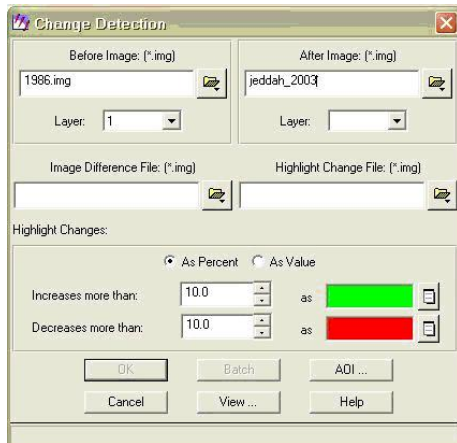 Change Detection
Before Image: (*.img)
After Image: (*.img)
1986.img
jeddah_2003
Layer: 1
Layer:
Image Difference File: (*.img)
Highlight Change File: (*.img)
Highlight Changes:
As Percent As Value
Increases more than: 10.0 as
Decreases more than: 10.0 as
OK Batch AOI ...
Cancel View ... Help